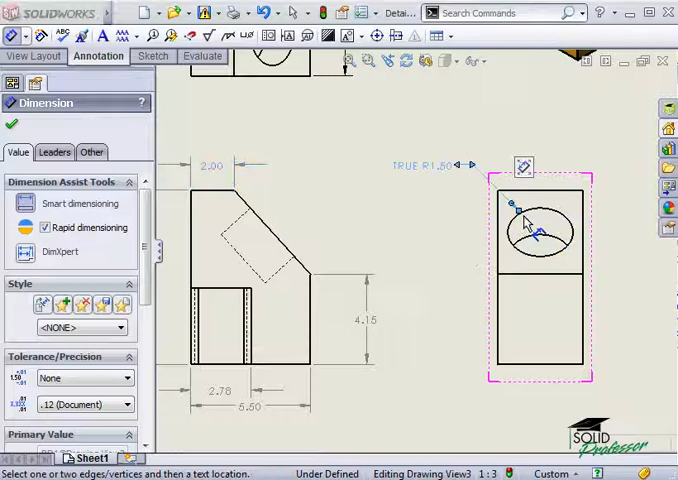 SOLIDWORKS
Detai...
Search Commands
View Layout
Annotation
Sketch
Evaluate
Dimension
?
Value
Leaders
Other
Dimension Assist Tools
Smart dimensioning
Rapid dimensioning
DimXpert
Style
<NONE>
Tolerance/Precision
None
.12 (Document)
Primary Value
2.00
TRUE R1.50
4.15
2.78
5.50
SOLID
Professor
Sheet1
Select one or two edges/vertices and then a text location.
Under Defined
Editing Drawing View3
1 : 3
Custom